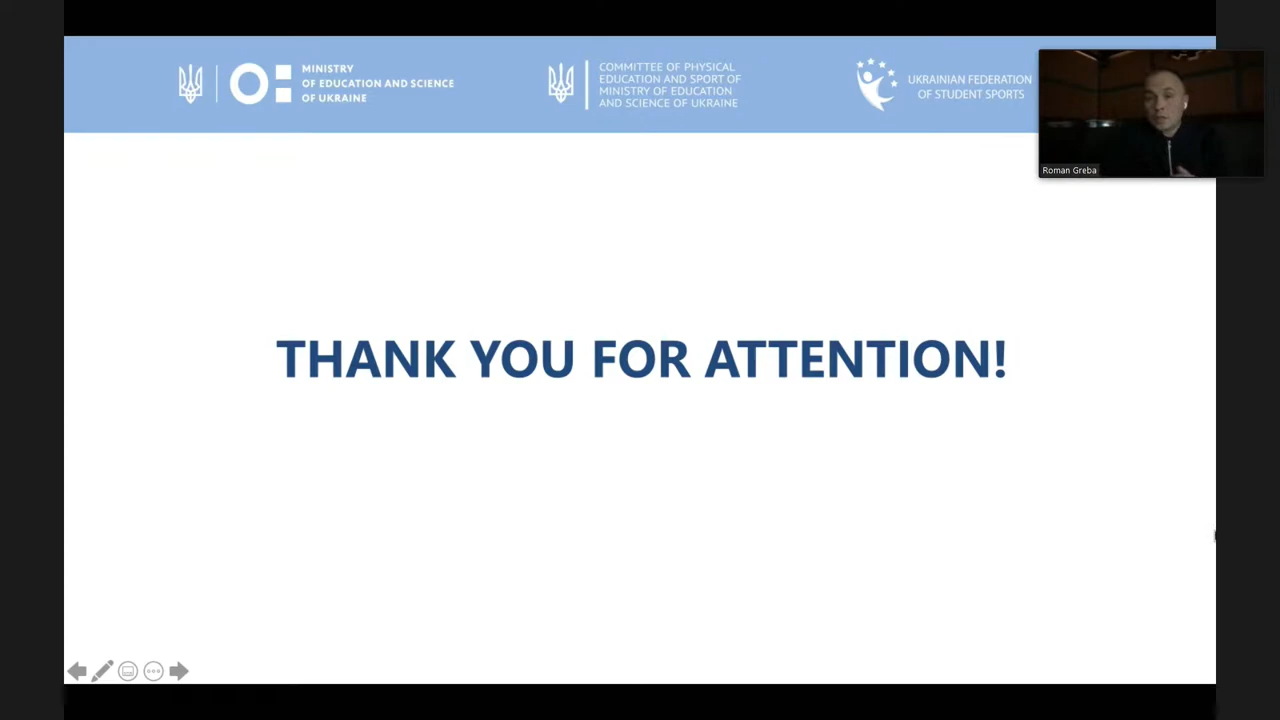 MINISTRY
OF EDUCATION AND SCIENCE
OF UKRAINE
COMMITTEE OF PHYSICAL
EDUCATION AND SPORT OF
MINISTRY OF EDUCATION
AND SCIENCE OF UKRAINE
UKRAINIAN FEDERATION
OF STUDENT SPORTS
Roman Greba
THANK YOU FOR ATTENTION!